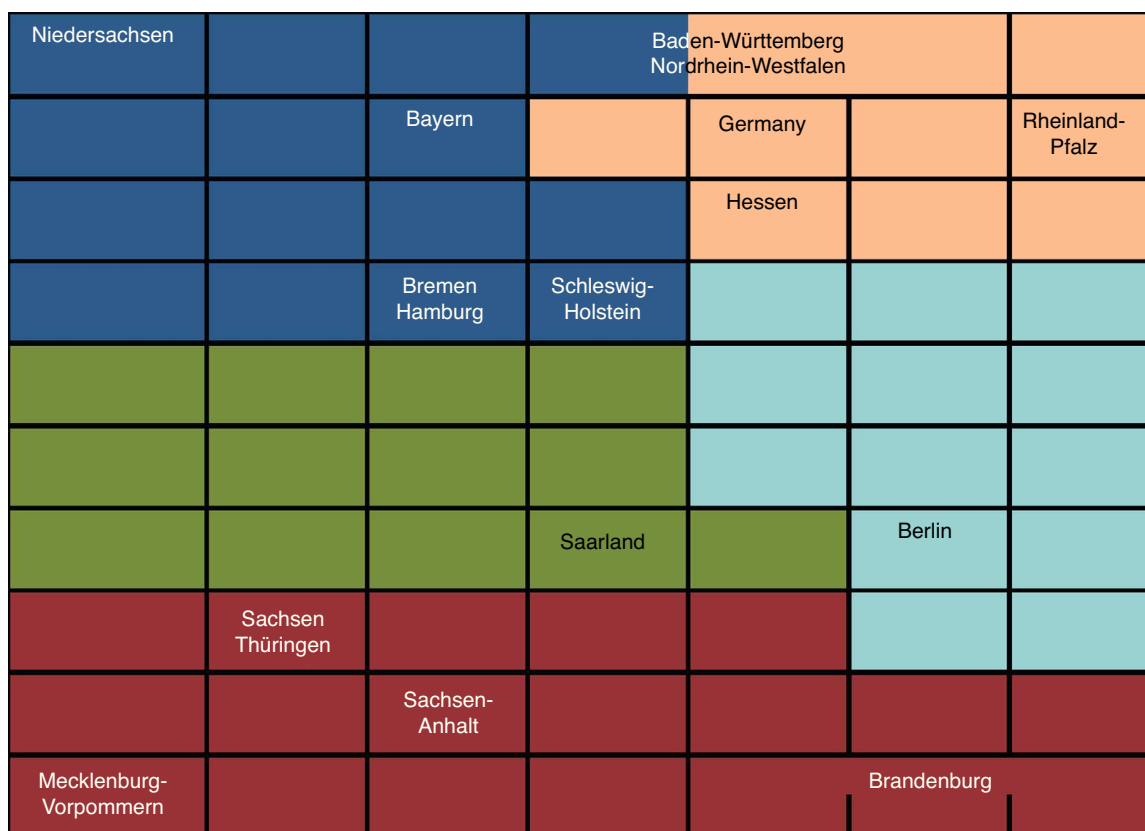 Niedersachsen
Baden-Württemberg
Nordrhein-Westfalen
Bayern
Germany
Rheinland-
Pfalz
Hessen
Bremen
Hamburg
Schleswig-
Holstein
Saarland
Berlin
Sachsen
Thüringen
Sachsen-
Anhalt
Mecklenburg-
Vorpommern
Brandenburg